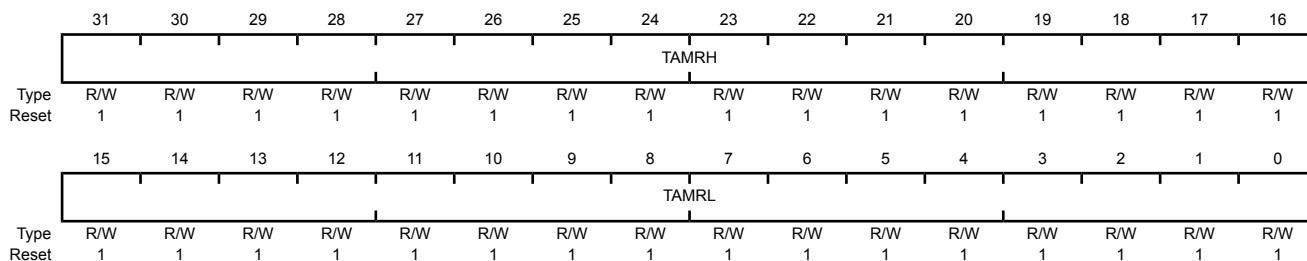 31 30 29 28 27 26 25 24 23 22 21 20 19 18 17 16
TAMRH
Type R/W R/W R/W R/W R/W R/W R/W R/W R/W R/W R/W R/W R/W R/W R/W R/W
Reset 1 1 1 1 1 1 1 1 1 1 1 1 1 1 1 1
15 14 13 12 11 10 9 8 7 6 5 4 3 2 1 0
TAMRL
Type R/W R/W R/W R/W R/W R/W R/W R/W R/W R/W R/W R/W R/W R/W R/W R/W
Reset 1 1 1 1 1 1 1 1 1 1 1 1 1 1 1 1